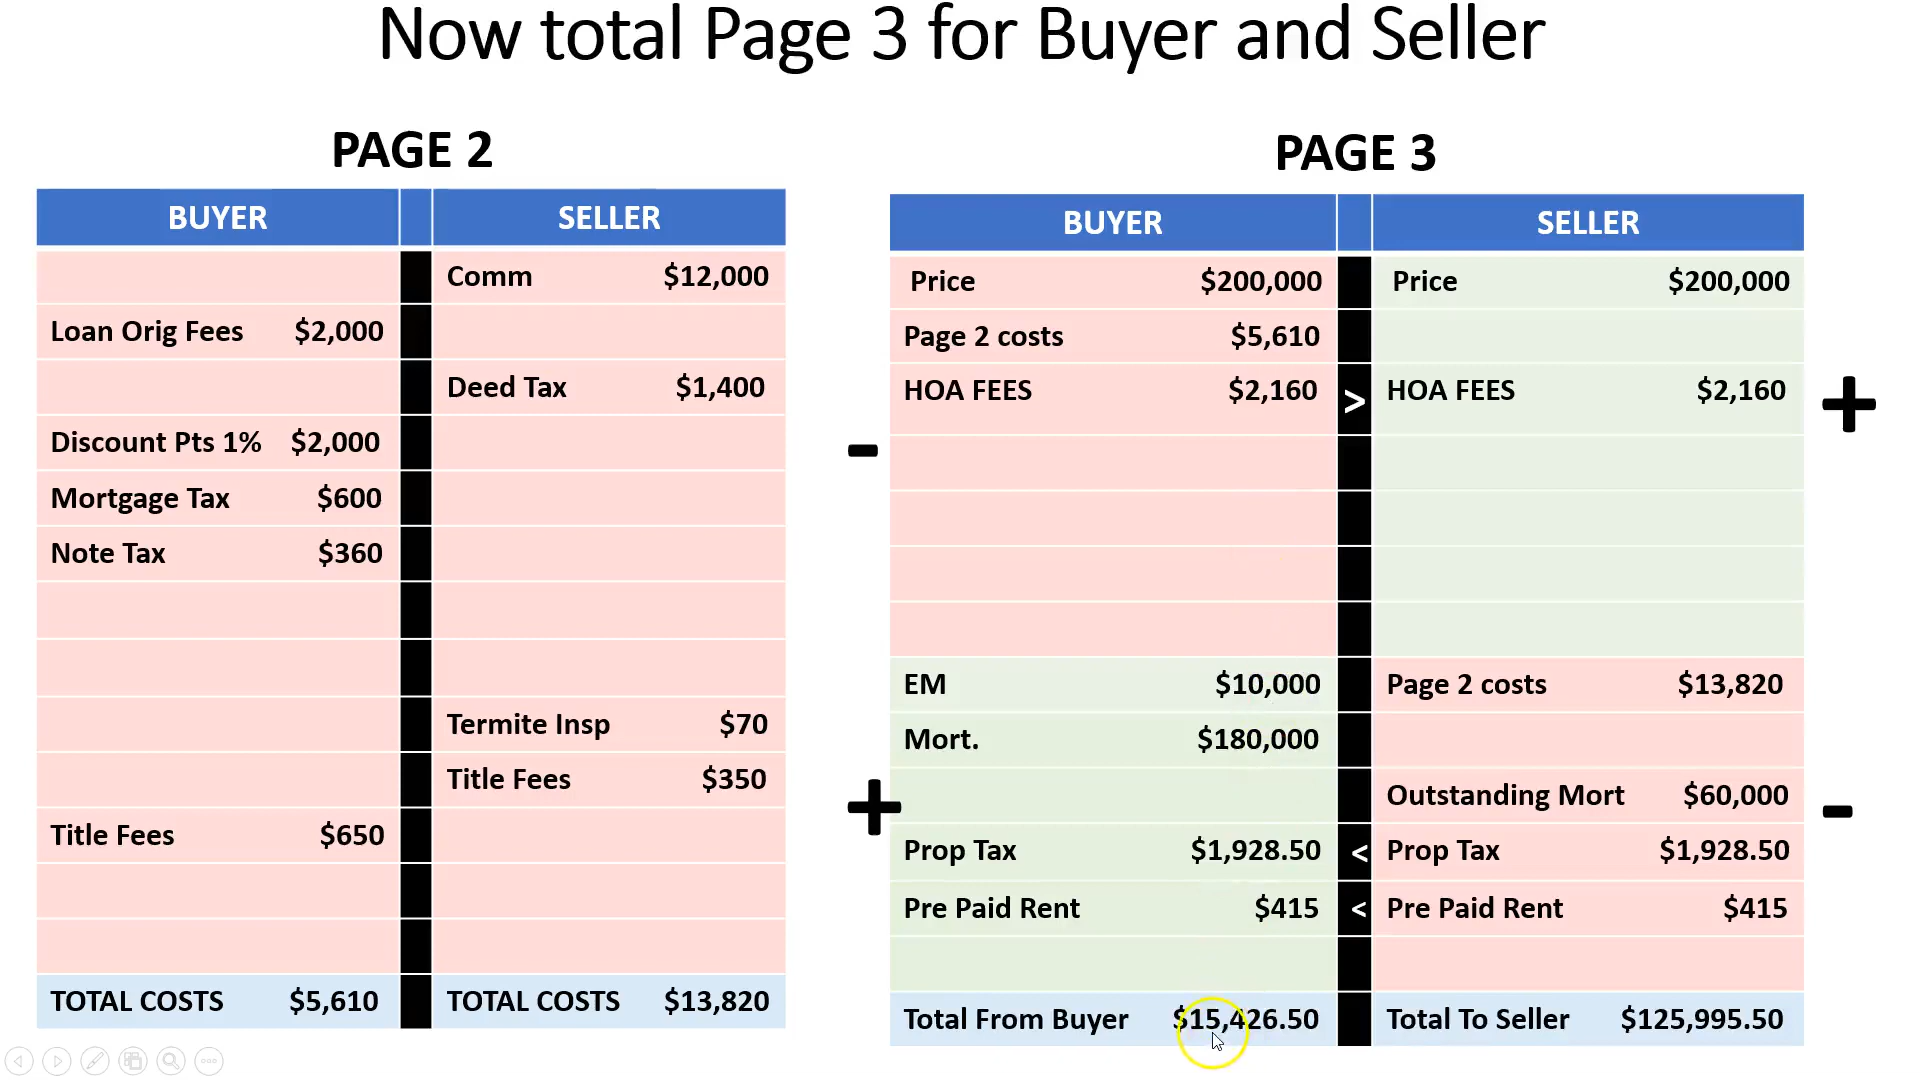 Now total Page 3 for Buyer and Seller
PAGE 2
BUYER SELLER
Comm $12,000
Loan Orig Fees $2,000
Deed Tax $1,400
Discount Pts 1% $2,000
Mortgage Tax $600
Note Tax $360
Termite Insp $70
Title Fees $350
Title Fees $650
TOTAL COSTS $5,610 TOTAL COSTS $13,820
PAGE 3
BUYER SELLER
Price $200,000 Price $200,000
Page 2 costs $5,610
HOA FEES $2,160 > HOA FEES $2,160
- +
EM $10,000 Page 2 costs $13,820
Mort. $180,000
Outstanding Mort $60,000
+ -
Prop Tax $1,928.50 < Prop Tax $1,928.50
Pre Paid Rent $415 < Pre Paid Rent $415
Total From Buyer $15,426.50 Total To Seller $125,995.50